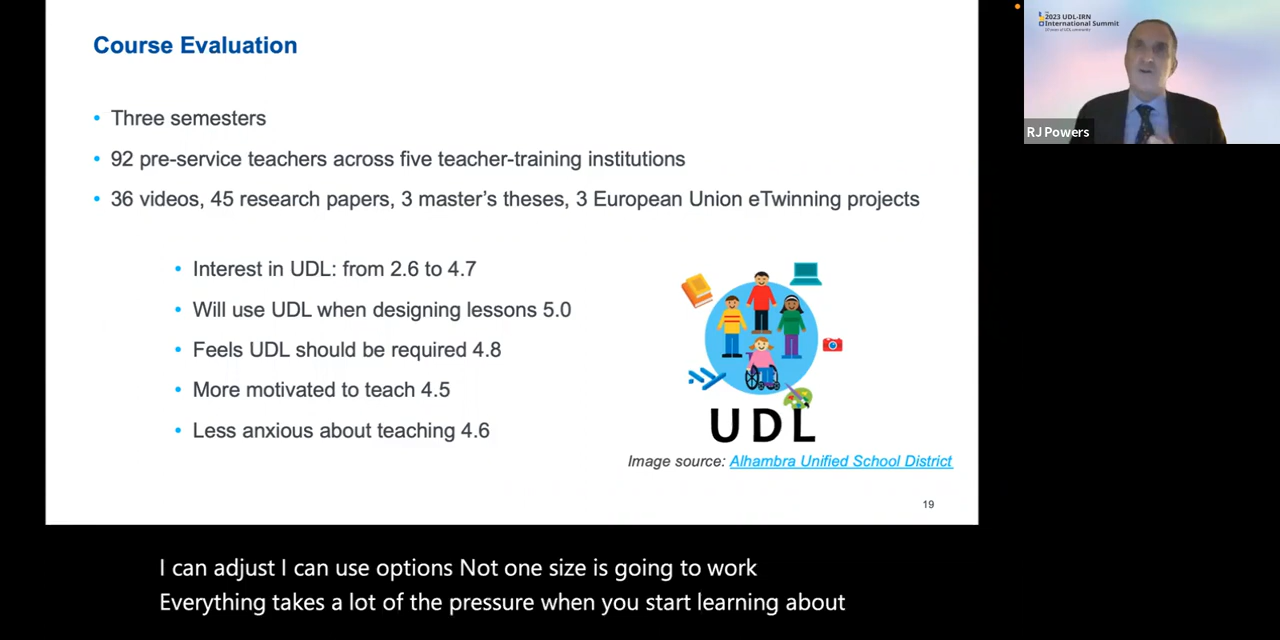 Course Evaluation
• Three semesters
• 92 pre-service teachers across five teacher-training institutions
• 36 videos, 45 research papers, 3 master's theses, 3 European Union eTwinning projects
• Interest in UDL: from 2.6 to 4.7
• Will use UDL when designing lessons 5.0
• Feels UDL should be required 4.8
• More motivated to teach 4.5
• Less anxious about teaching 4.6
UDL
Image source: Alhambra Unified School District
19
2023 UDL-IRN
International Summit
RJ Powers
I can adjust I can use options Not one size is going to work
Everything takes a lot of the pressure when you start learning about